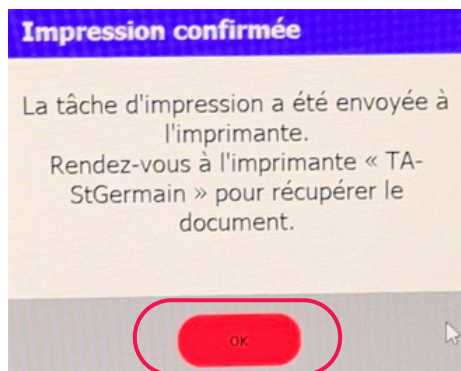 Impression confirmée
La tâche d'impression a été envoyée à
l'imprimante.
Rendez-vous à l'imprimante « TA-
StGermain » pour récupérer le
document.
OK